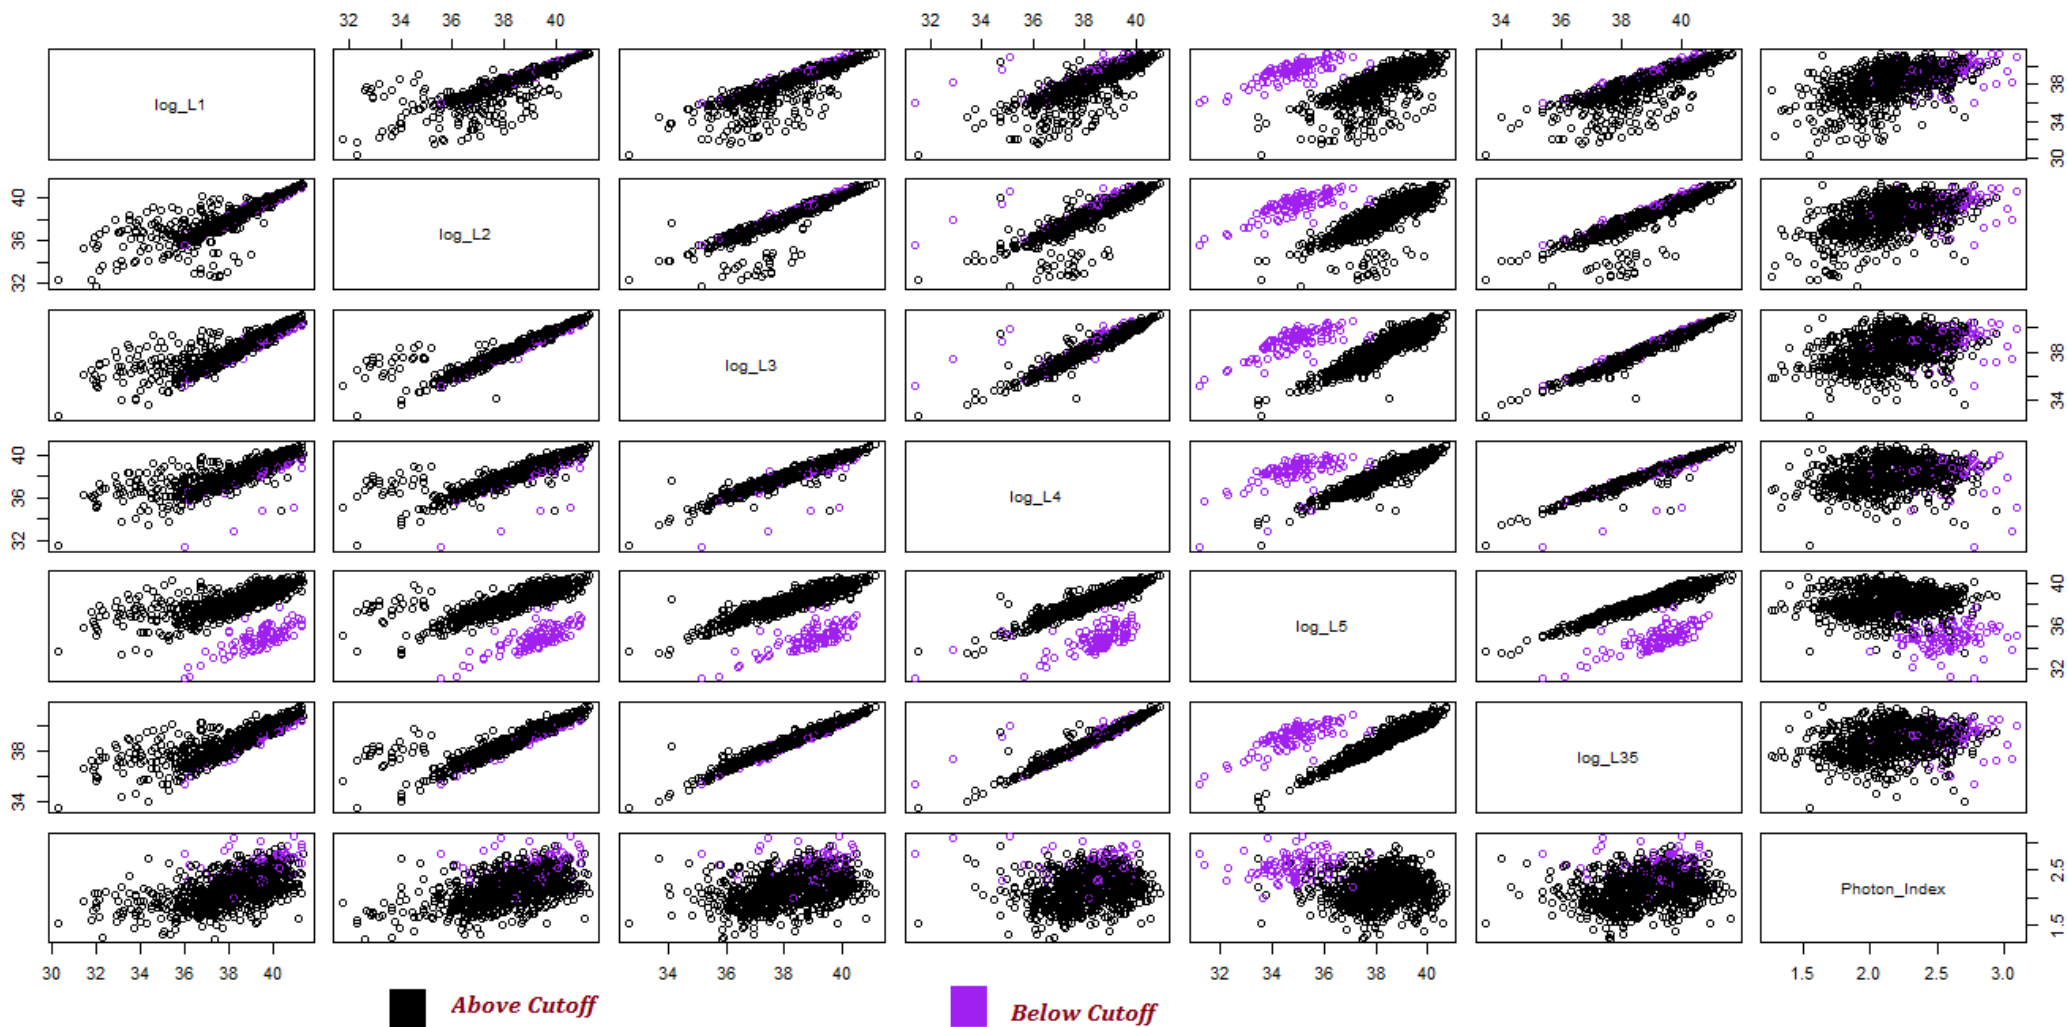 32 34 36 38 40 32 34 36 38 40 34 36 38 40
log_L1
30 34 38
32 36 40
log_L2
log_L3
34 38
32 36 40
log_L4
log_L5
32 36 40
34 38
log_L35
Photon_Index
1.5 2.5
30 32 34 36 38 40 34 36 38 40 32 34 36 38 40 1.5 2.0 2.5 3.0
Above Cutoff Below Cutoff